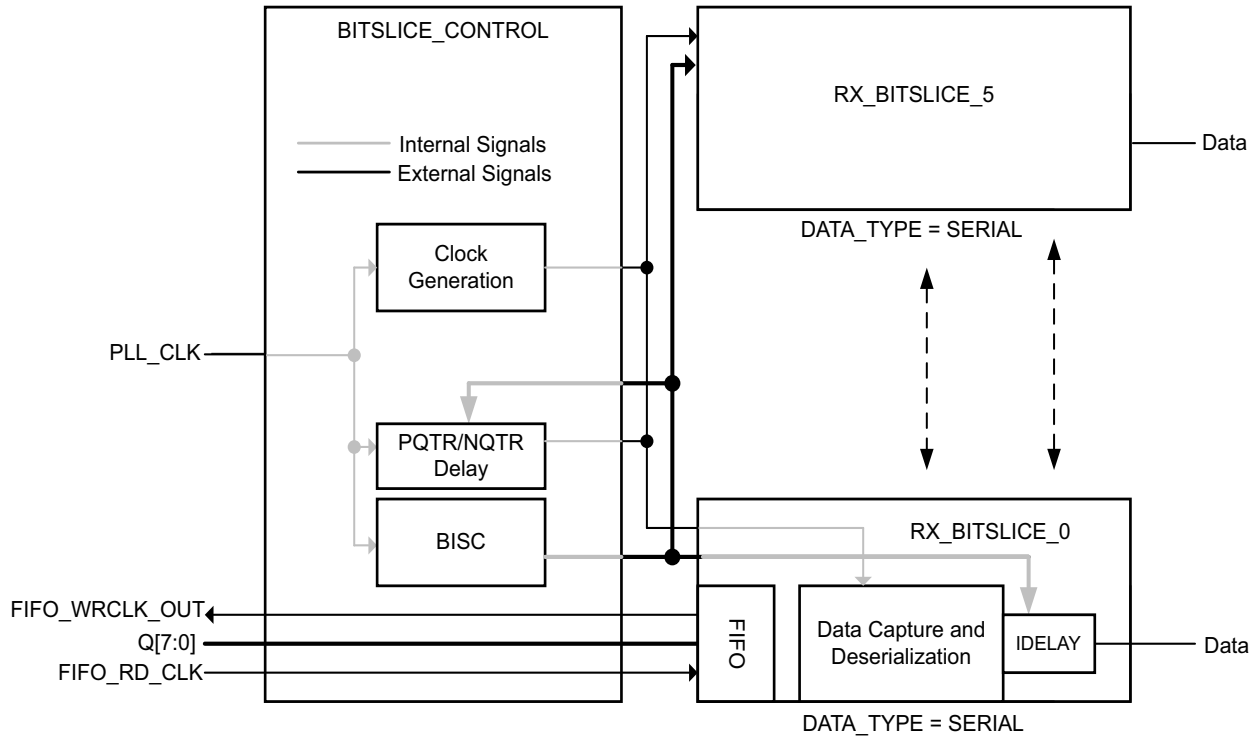 BITSLICE_CONTROL
Internal Signals
External Signals
RX_BITSLICE_5
Data
DATA_TYPE = SERIAL
Clock
Generation
PLL_CLK
PQTR/NQTR
Delay
BISC
RX_BITSLICE_0
FIFO_WRCLK_OUT
Q[7:0]
FIFO_RD_CLK
FIFO
Data Capture and
Deserialization
IDELAY
Data
DATA_TYPE = SERIAL